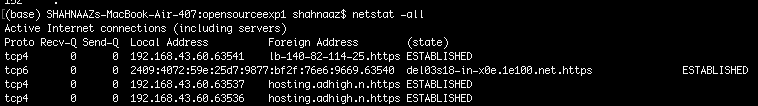 (base) SHAHNAAZs-MacBook-Air-407:opensourceexp1 shahnaaz$ netstat -all
Active Internet connections (including servers)
Proto Recv-Q Send-Q  Local Address          Foreign Address        (state)
tcp4       0      0  192.168.43.60.63541    lb-140-82-114-25.https ESTABLISHED
tcp6       0      0  2409:4072:59e:25d7:9877:bf2f:76e6:9669.63540  del03s18-in-x0e.1e100.net.https        ESTABLISHED
tcp4       0      0  192.168.43.60.63537    hosting.adhigh.n.https ESTABLISHED
tcp4       0      0  192.168.43.60.63536    hosting.adhigh.n.https ESTABLISHED